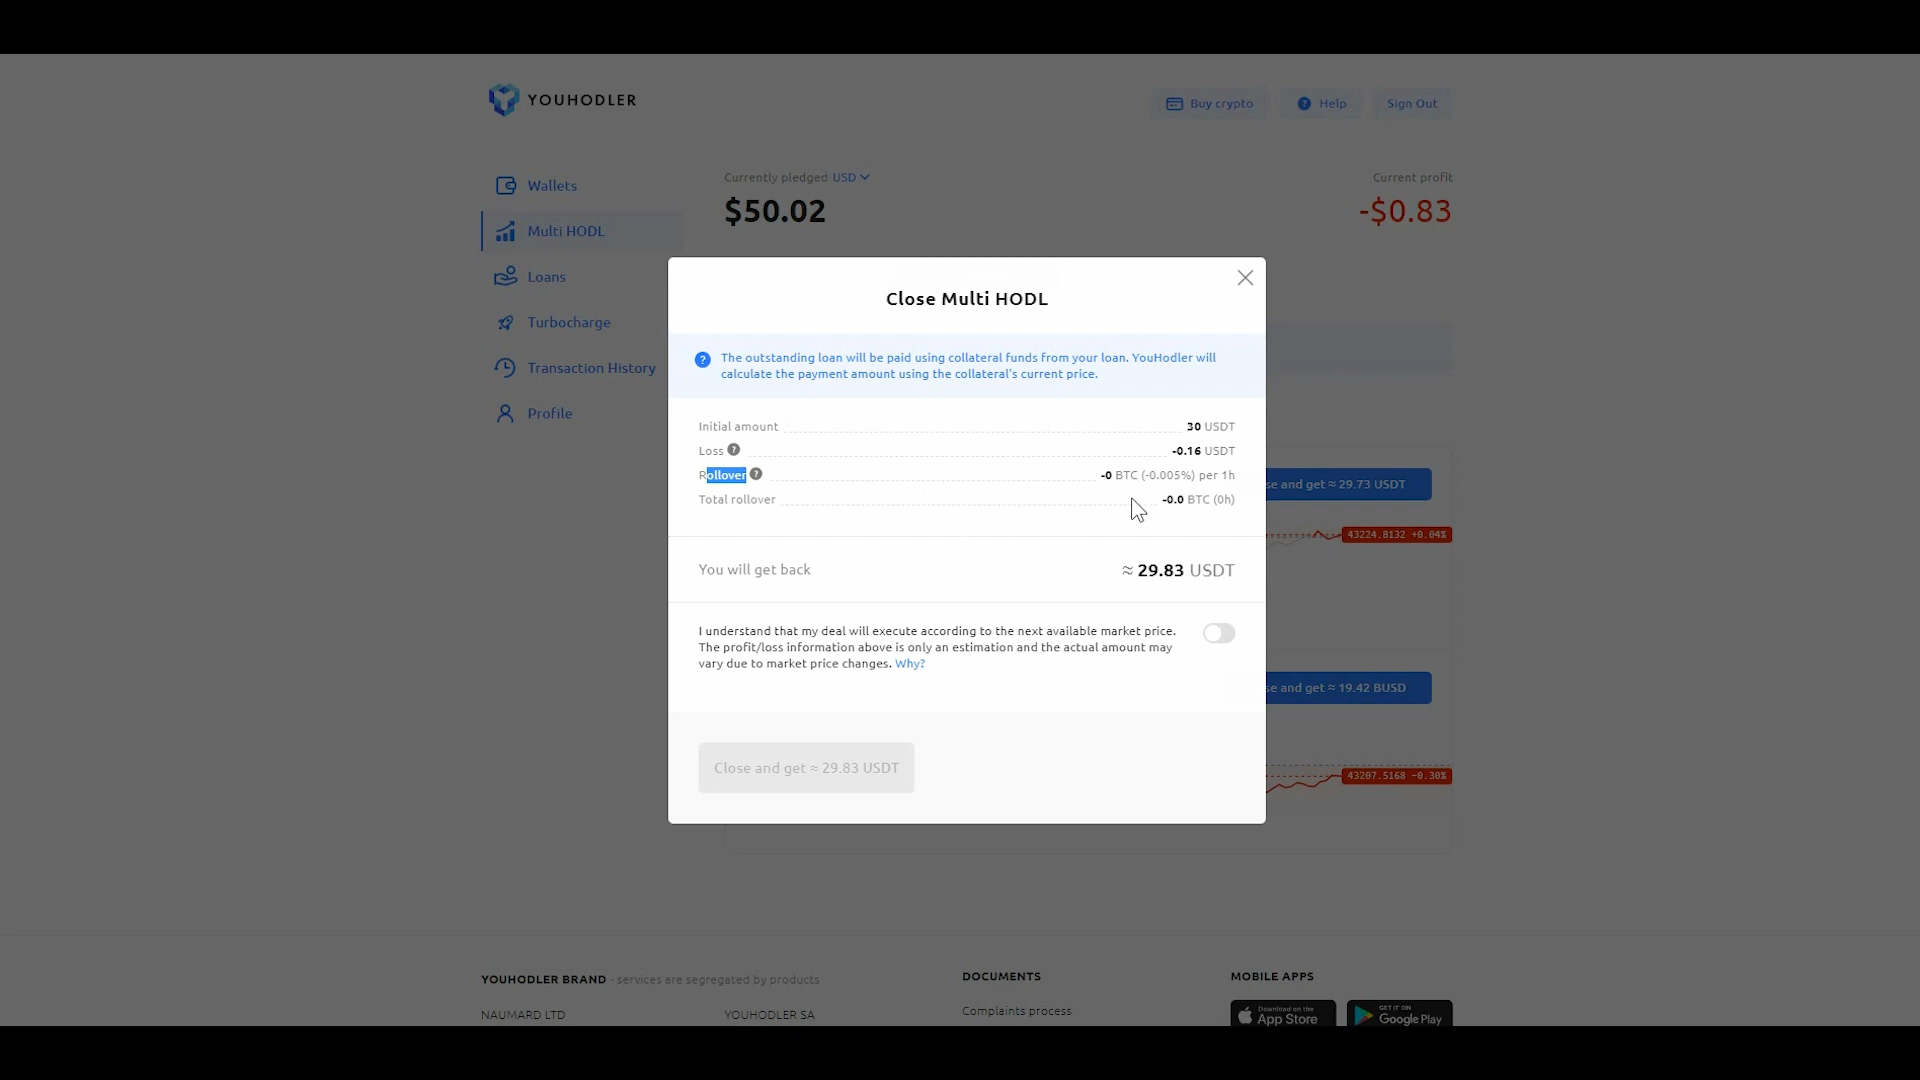 YOUHODLER
Buy crypto
Help
Sign Out
Wallets
Multi HODL
Loans
Turbocharge
Transaction History
Profile
Currently pledged USD
$50.02
Current profit
-$0.83
Close Multi HODL
The outstanding loan will be paid using collateral funds from your loan. YouHodler will
calculate the payment amount using the collateral's current price.
Initial amount 30 USDT
Loss -0.16 USDT
Rollover -0 BTC (-0.005%) per 1h
Total rollover -0.0 BTC (0h)
You will get back ≈ 29.83 USDT
I understand that my deal will execute according to the next available market price.
The profit/loss information above is only an estimation and the actual amount may
vary due to market price changes. Why?
Close and get ≈ 29.83 USDT
se and get ≈ 29.73 USDT
43224.8132 +0.04%
se and get ≈ 19.42 BUSD
43207.5168 −0.30%
YOUHODLER BRAND - services are segregated by products
NAUMARD LTD
YOUHODLER SA
DOCUMENTS
Complaints process
MOBILE APPS
Download on the
App Store
GET IT ON
Google Play